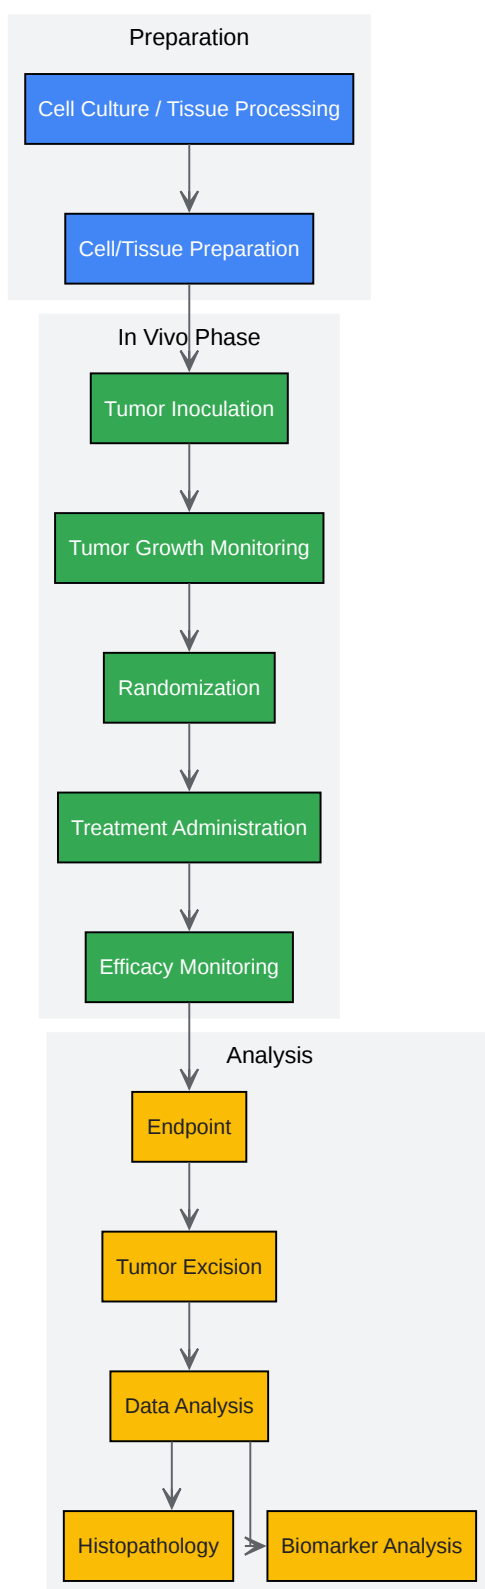 Preparation
Cell Culture / Tissue Processing
Cell/Tissue Preparation
In Vivo Phase
Tumor Inoculation
Tumor Growth Monitoring
Randomization
Treatment Administration
Efficacy Monitoring
Analysis
Endpoint
Tumor Excision
Data Analysis
Histopathology
Biomarker Analysis